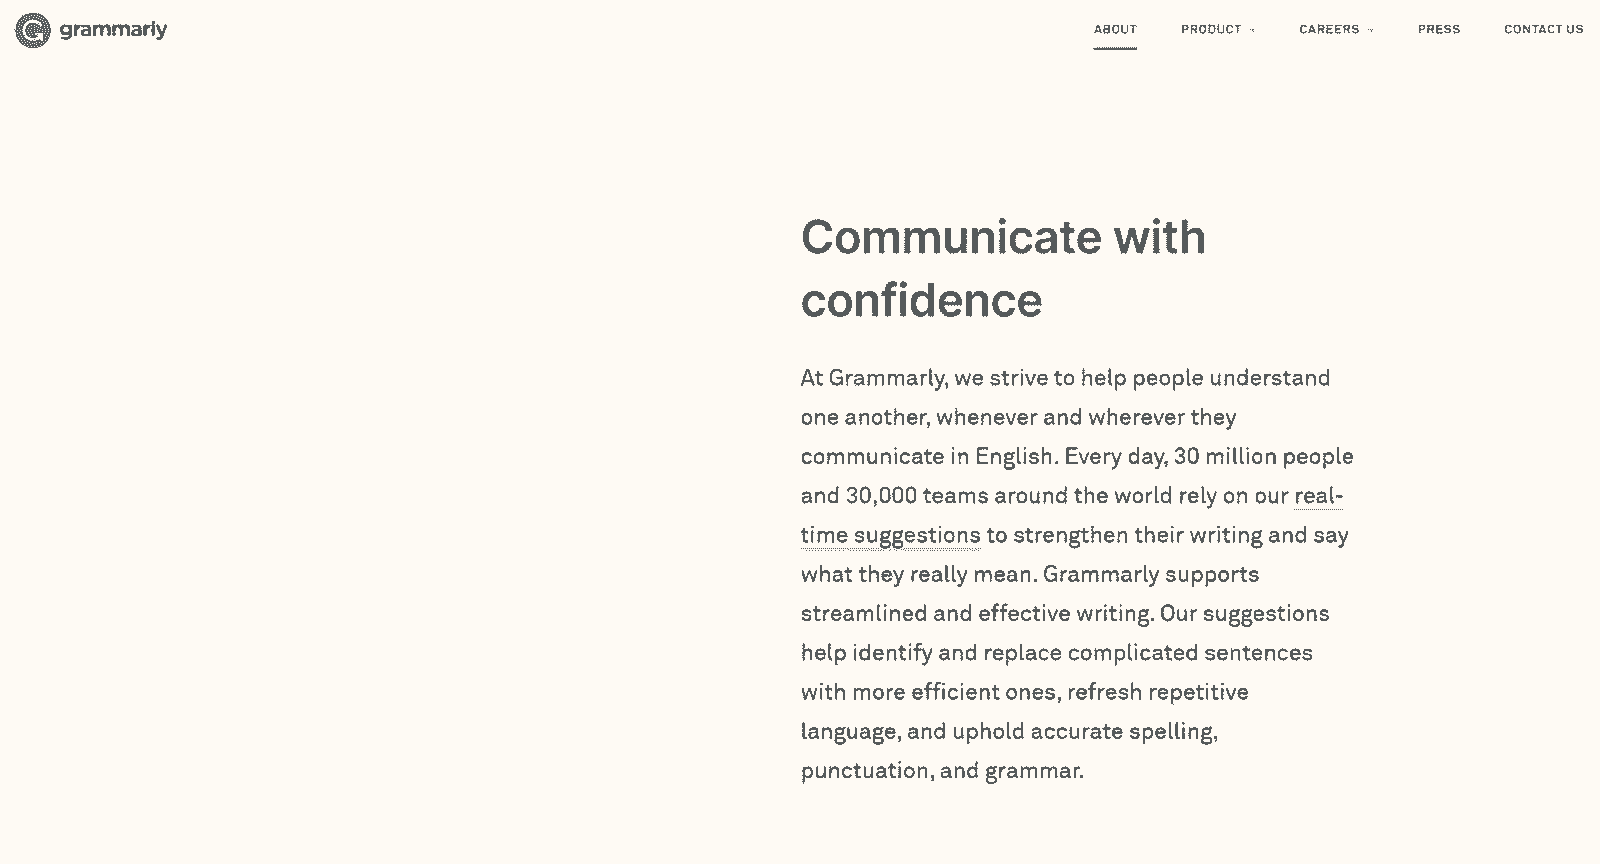 grammarly
ABOUT PRODUCT CAREERS PRESS CONTACT US
Communicate with
confidence
At Grammarly, we strive to help people understand
one another, whenever and wherever they
communicate in English. Every day, 30 million people
and 30,000 teams around the world rely on our real-
time suggestions to strengthen their writing and say
what they really mean. Grammarly supports
streamlined and effective writing. Our suggestions
help identify and replace complicated sentences
with more efficient ones, refresh repetitive
language, and uphold accurate spelling,
punctuation, and grammar.